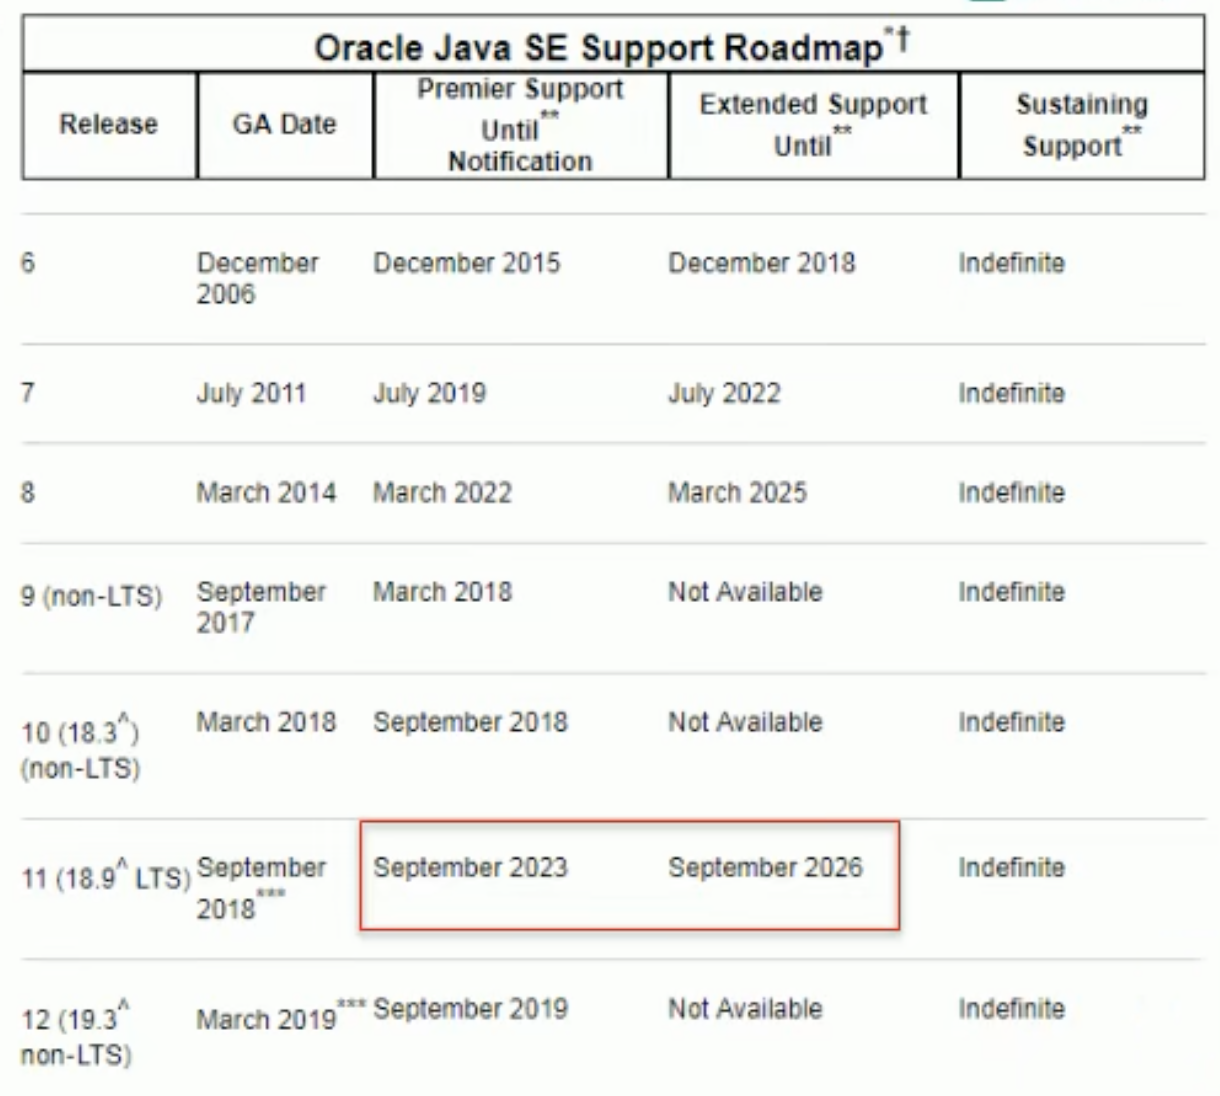 Oracle Java SE Support Roadmap*†
Release
GA Date
Premier Support
Until**
Notification
Extended Support
Until**
Sustaining
Support**
6
December
2006
December 2015
December 2018
Indefinite
7
July 2011
July 2019
July 2022
Indefinite
8
March 2014
March 2022
March 2025
Indefinite
9 (non-LTS)
September
2017
March 2018
Not Available
Indefinite
10 (18.3^)
(non-LTS)
March 2018
September 2018
Not Available
Indefinite
11 (18.9^ LTS)
September
2018***
September 2023
September 2026
Indefinite
12 (19.3^
non-LTS)
March 2019***
September 2019
Not Available
Indefinite